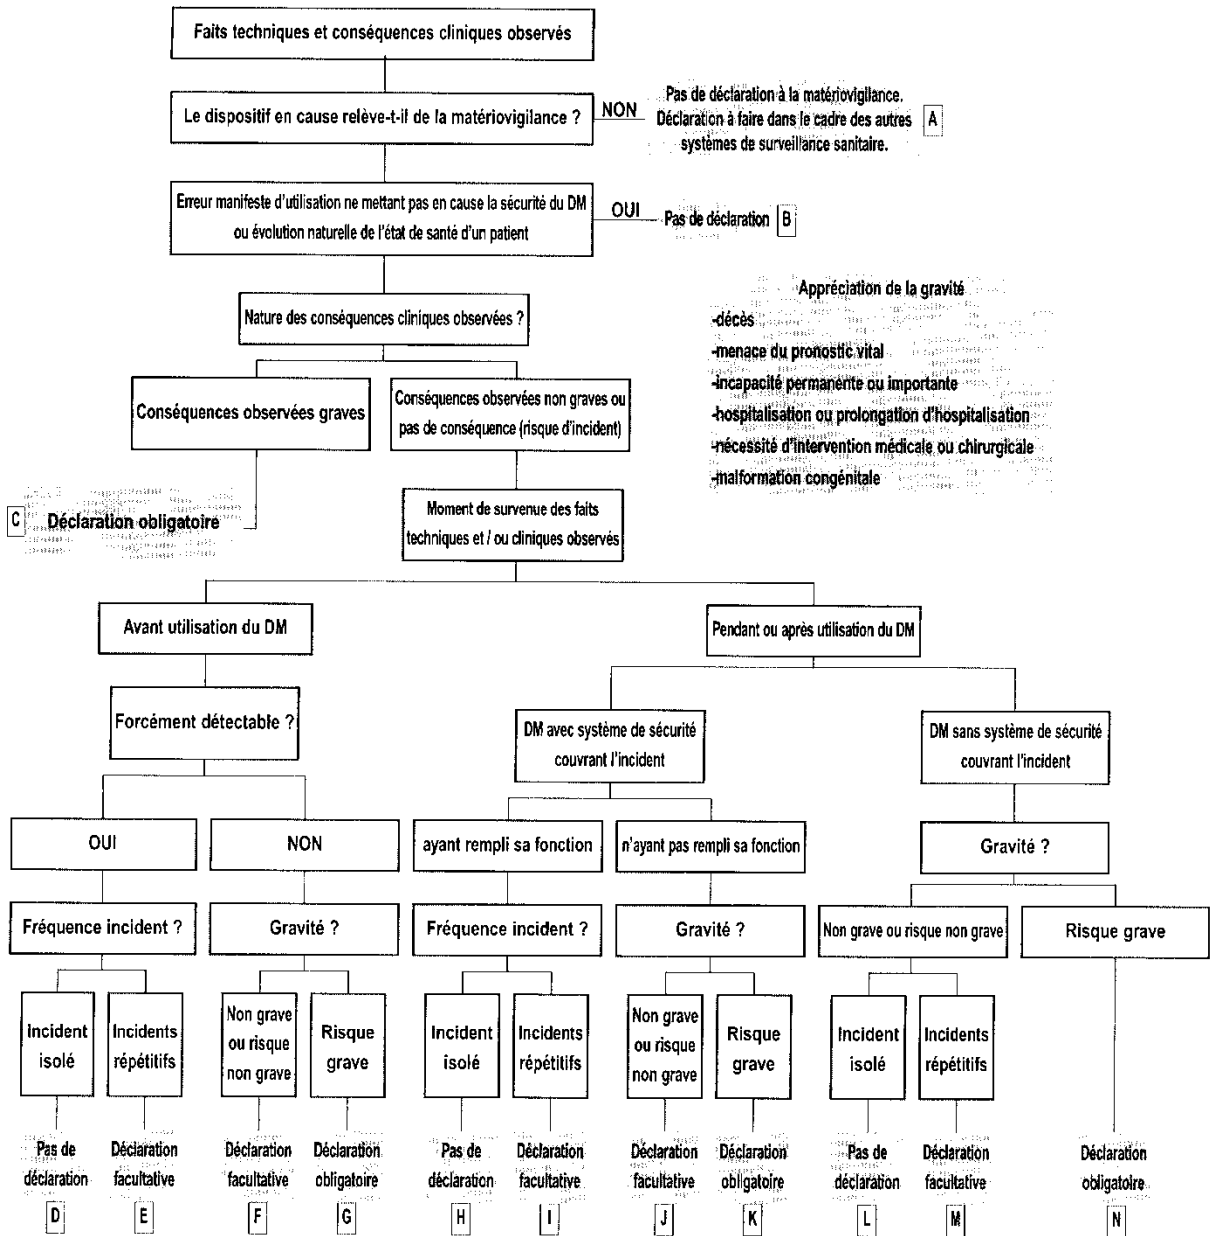 Faits techniques et conséquences cliniques observés
Le dispositif en cause relève-t-il de la matériovigilance ?
NON
Pas de déclaration à la matériovigilance.
Déclaration à faire dans le cadre des autres
systèmes de surveillance sanitaire.
A
Erreur manifeste d'utilisation ne mettant pas en cause la sécurité du DM
ou évolution naturelle de l'état de santé d'un patient
OUI
Pas de déclaration
B
Nature des conséquences cliniques observées ?
Appréciation de la gravité
-décès
-menace du pronostic vital
-incapacité permanente ou importante
-hospitalisation ou prolongation d'hospitalisation
-nécessité d'intervention médicale ou chirurgicale
-malformation congénitale
Conséquences observées graves
Conséquences observées non graves ou
pas de conséquence (risque d'incident)
C
Déclaration obligatoire
Moment de survenue des faits
techniques et / ou cliniques observés
Avant utilisation du DM
Pendant ou après utilisation du DM
Forcément détectable ?
DM avec système de sécurité
couvrant l'incident
DM sans système de sécurité
couvrant l'incident
OUI
NON
ayant rempli sa fonction
n'ayant pas rempli sa fonction
Gravité ?
Fréquence incident ?
Gravité ?
Fréquence incident ?
Gravité ?
Non grave ou risque non grave
Risque grave
Incident
isolé
Incidents
répétitifs
Non grave
ou risque
non grave
Risque
grave
Incident
isolé
Incidents
répétitifs
Non grave
ou risque
non grave
Risque
grave
Incident
isolé
Incidents
répétitifs
Pas de
déclaration
D
Déclaration
facultative
E
Déclaration
facultative
F
Déclaration
obligatoire
G
Pas de
déclaration
H
Déclaration
facultative
I
Déclaration
facultative
J
Déclaration
obligatoire
K
Pas de
déclaration
L
Déclaration
facultative
M
Déclaration
obligatoire
N